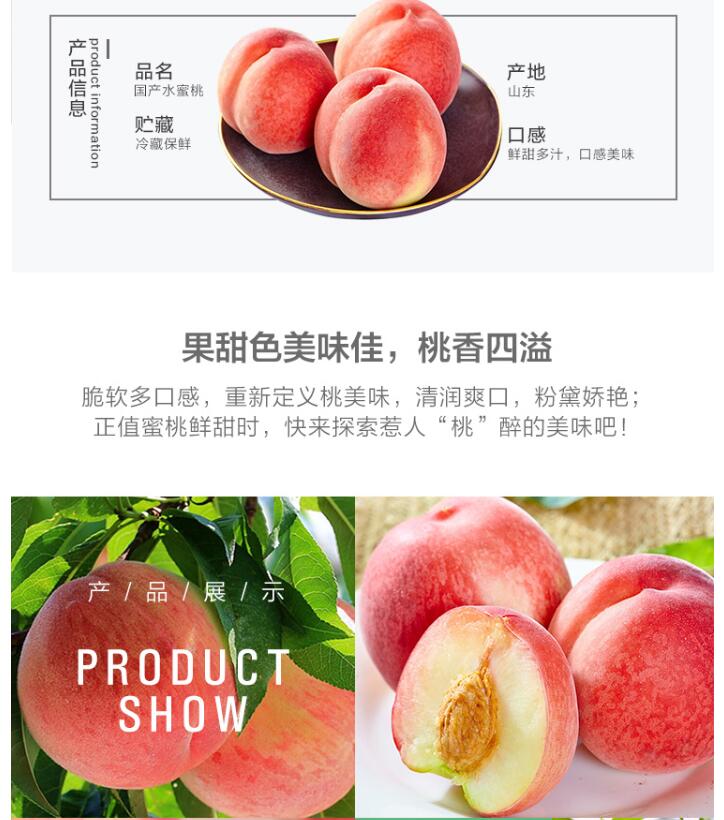 产品信息
product information
品名
国产水蜜桃
贮藏
冷藏保鲜
产地
山东
口感
鲜甜多汁，口感美味
果甜色美味佳，桃香四溢
脆软多口感，重新定义桃美味，清润爽口，粉黛娇艳；
正值蜜桃鲜甜时，快来探索惹人“桃”醉的美味吧！
产/品/展/示
PRODUCT
SHOW